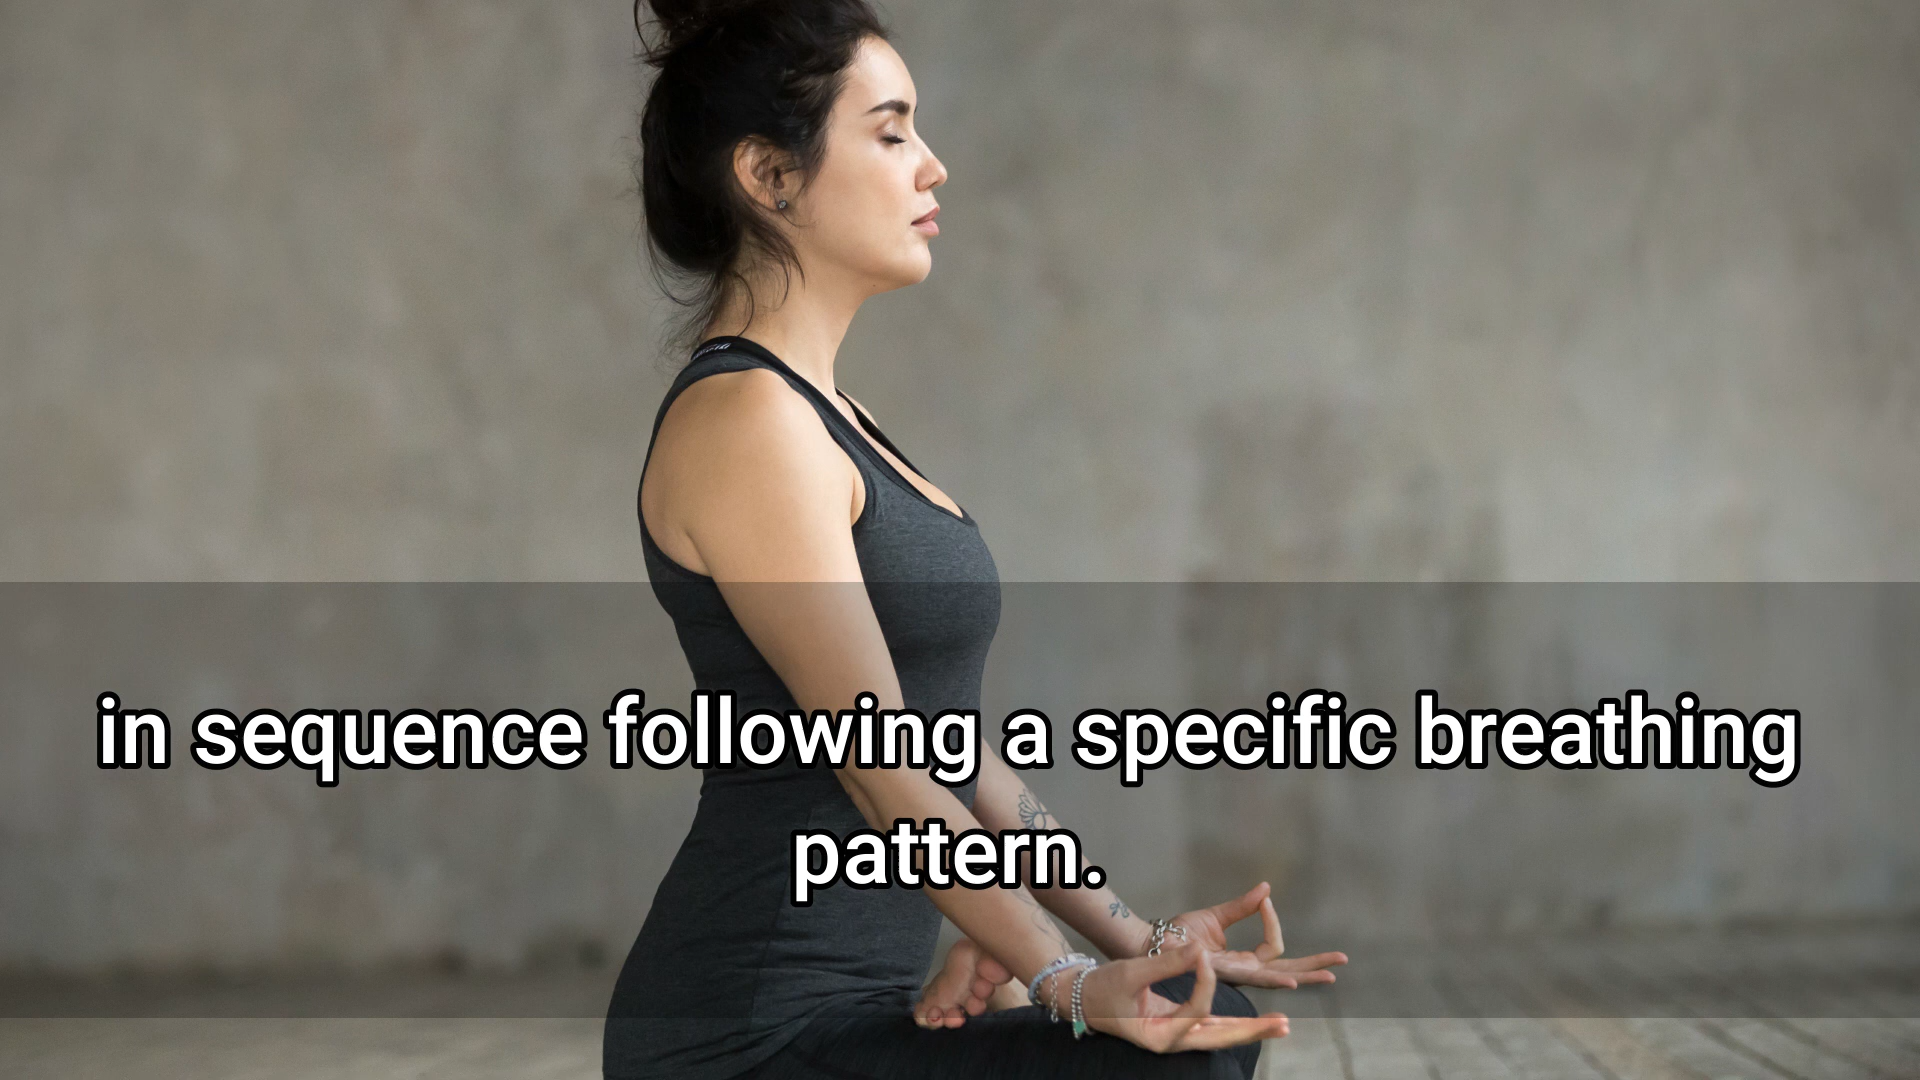 in sequence following a specific breathing
pattern.